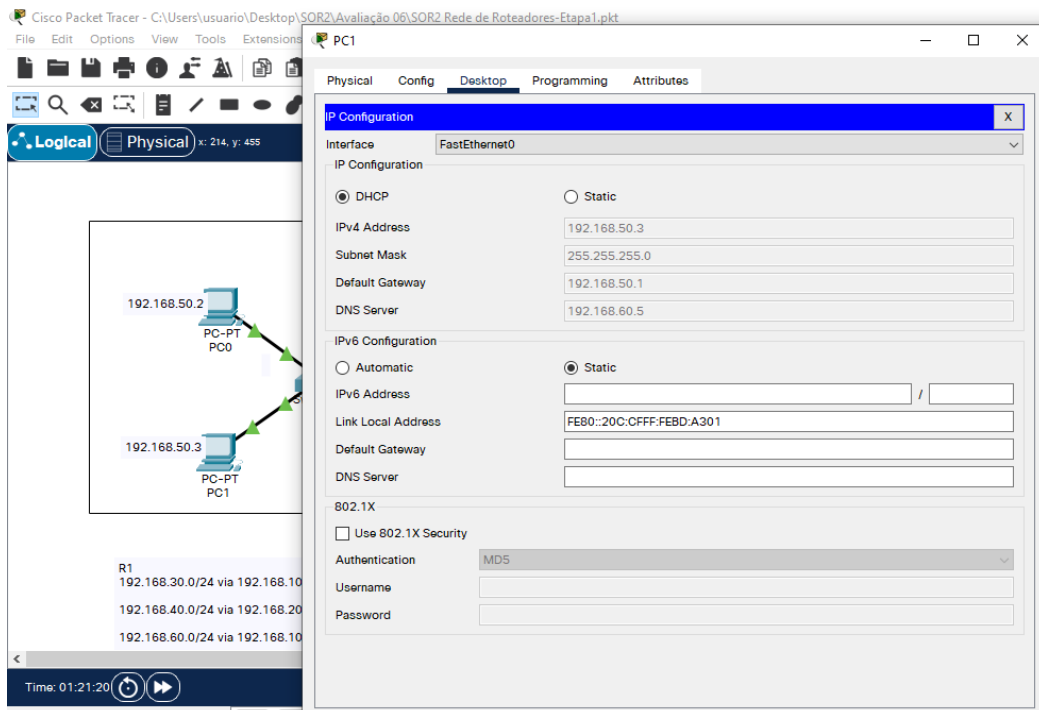 Cisco Packet Tracer - C:\Users\usuario\Desktop\SOR2\Avaliação 06\SOR2 Rede de Roteadores-Etapa1.pkt
File Edit Options View Tools Extensions
PC1
Physical Config Desktop Programming Attributes
IP Configuration
X
Interface FastEthernet0
IP Configuration
DHCP Static
IPv4 Address 192.168.50.3
Subnet Mask 255.255.255.0
Default Gateway 192.168.50.1
DNS Server 192.168.60.5
IPv6 Configuration
Automatic Static
IPv6 Address /
Link Local Address FE80::20C:CFFF:FEBD:A301
Default Gateway
DNS Server
802.1X
Use 802.1X Security
Authentication MD5
Username
Password
Logical Physical x: 214, y: 455
192.168.50.2
PC-PT
PC0
192.168.50.3
PC-PT
PC1
R1
192.168.30.0/24 via 192.168.10
192.168.40.0/24 via 192.168.20
192.168.60.0/24 via 192.168.10
Time: 01:21:20